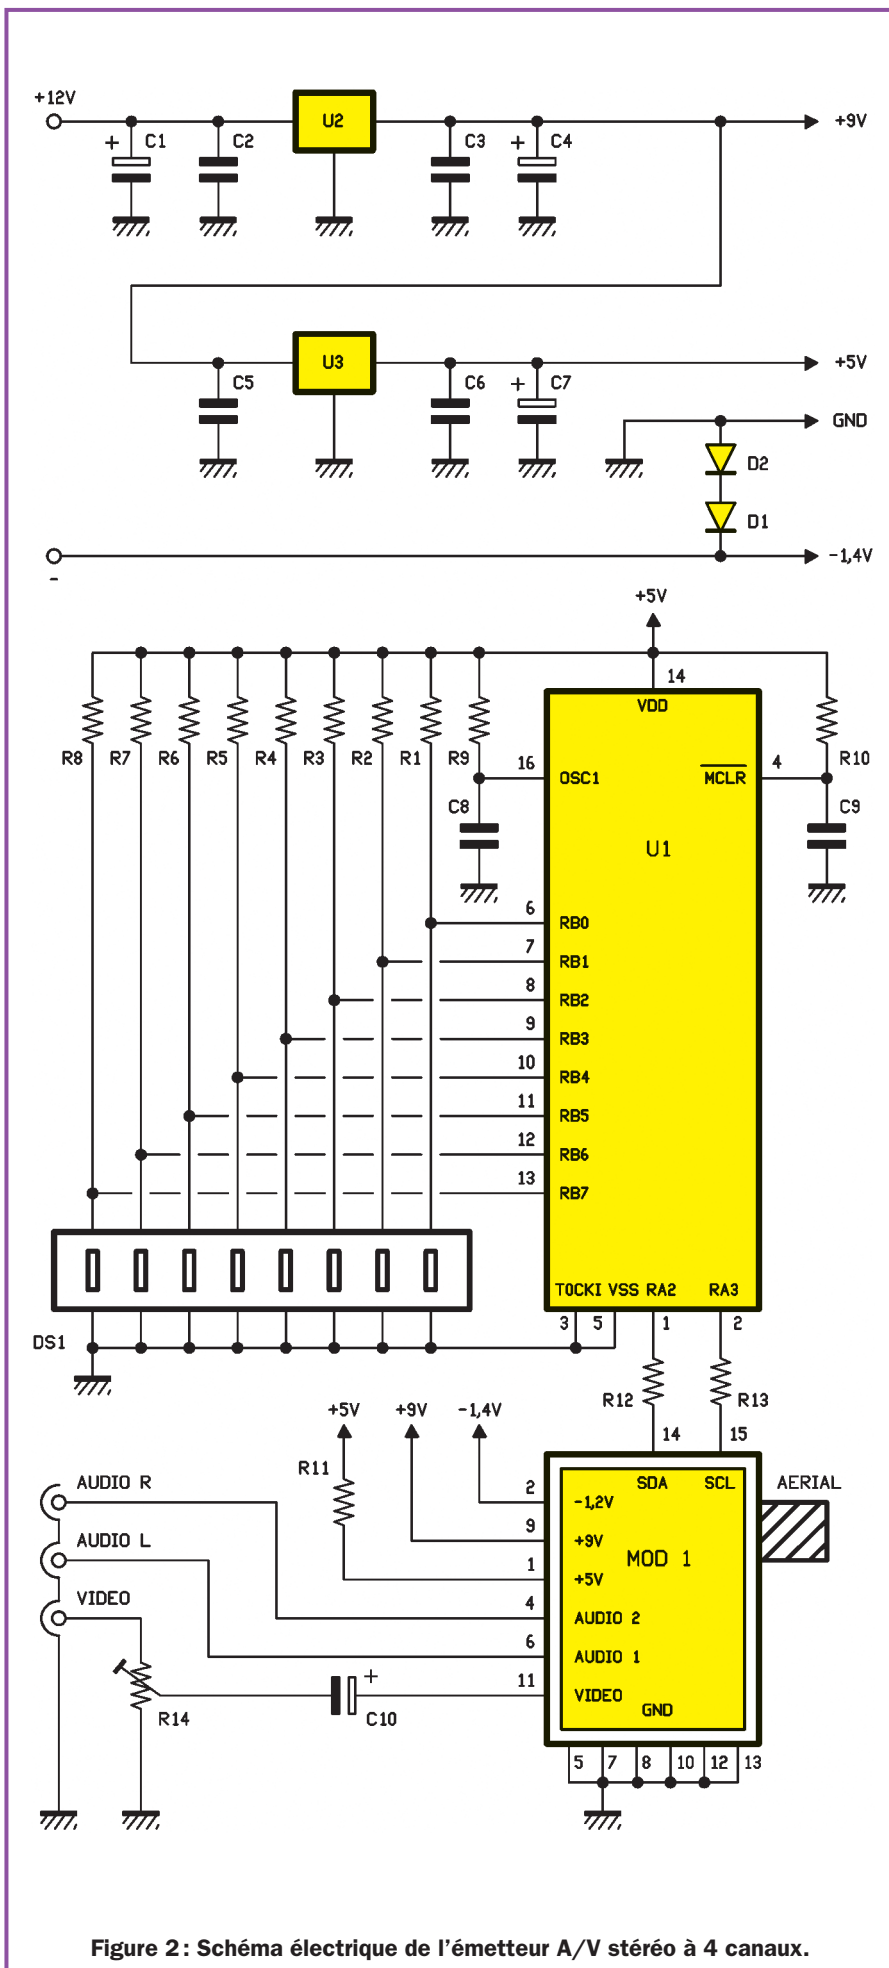 +12V
U2
+9V
+ C1
C2
C3
+ C4
U3
+5V
C5
C6
+ C7
GND
D2
D1
-
-1,4V
+5V
14
VDD
R8 R7 R6 R5 R4 R3 R2 R1 R9
16
OSC1
MCLR
4
R10
C8
C9
U1
6
RB0
7
RB1
8
RB2
9
RB3
10
RB4
11
RB5
12
RB6
13
RB7
T0CKI VSS RA2 RA3
3 5 1 2
DS1
R12
R13
+5V
+9V
-1,4V
14
15
R11
AUDIO R
SDA SCL
AERIAL
2
-1,2V
9
+9V
AUDIO L
MOD 1
1
+5V
VIDEO
4
AUDIO 2
6
AUDIO 1
+
11
VIDEO
R14
C10
GND
5 7 8 10 12 13
Figure 2 : Schéma électrique de l'émetteur A/V stéréo à 4 canaux.